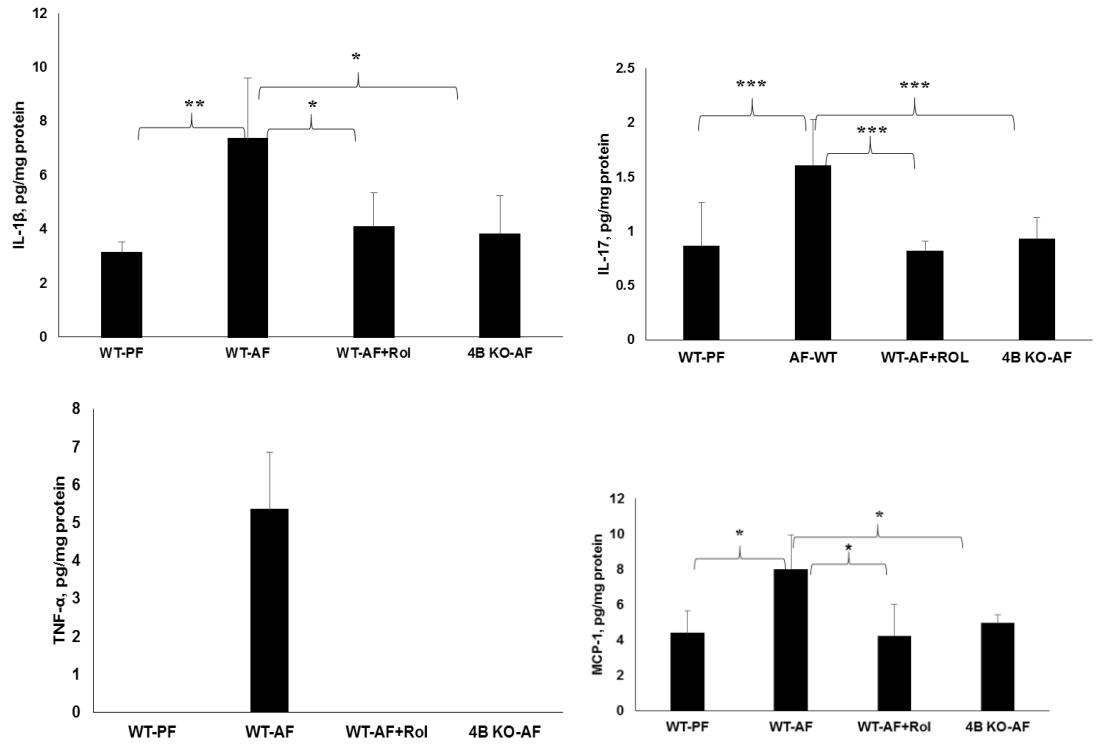 12
10
8
6
4
2
0
IL-1β, pg/mg protein
**
*
*
WT-PF
WT-AF
WT-AF+Rol
4B KO-AF
2.5
2
1.5
1
0.5
0
IL-17, pg/mg protein
***
***
***
WT-PF
AF-WT
WT-AF+ROL
4B KO-AF
8
7
6
5
4
3
2
1
0
TNF-α, pg/mg protein
WT-PF
WT-AF
WT-AF+Rol
4B KO-AF
12
10
8
6
4
2
0
MCP-1, pg/mg protein
*
*
*
WT-PF
WT-AF
WT-AF+Rol
4B KO-AF